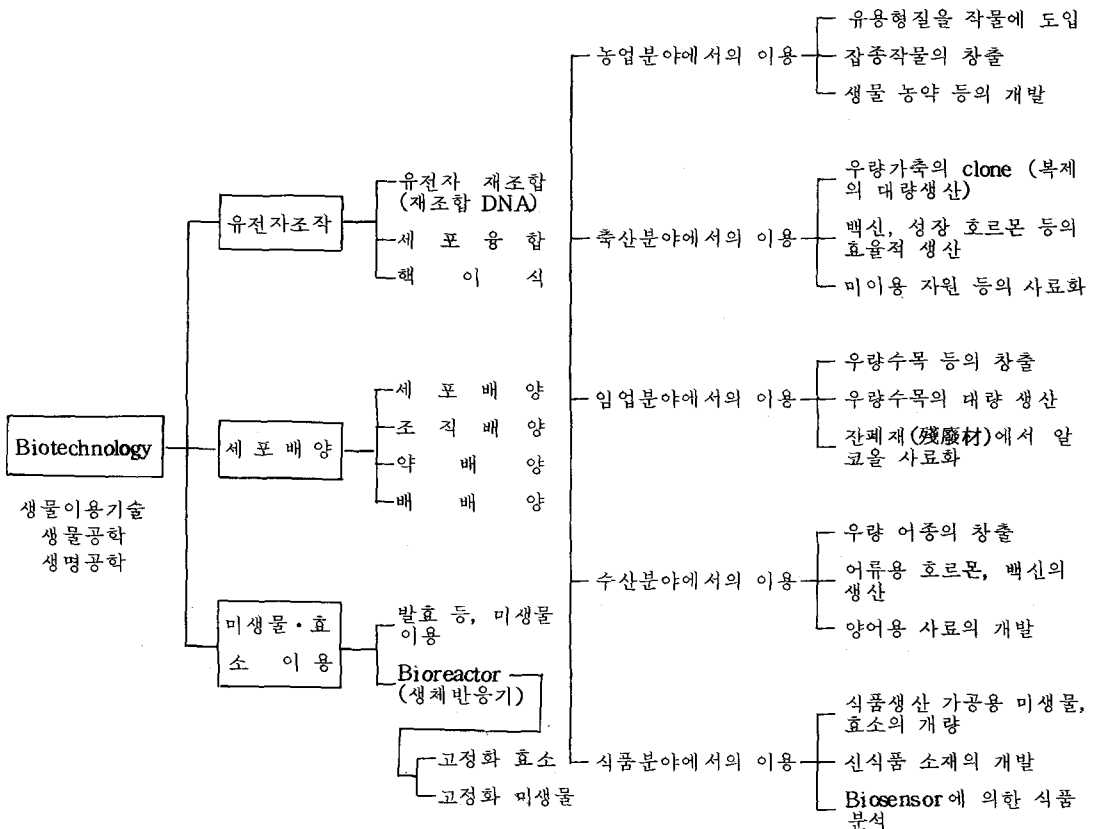 Biotechnology
생물이용기술
생물공학
생명공학
유전자조작
유전자 재조합
(재조합 DNA)
세 포 융 합
핵 이 식
세 포 배 양
세 포 배 양
조 직 배 양
약 배 양
배 배 양
미생물·효
소 이 용
발효 등, 미생물
이용
Bioreactor
(생체반응기)
고정화 효소
고정화 미생물
농업분야에서의 이용
유용형질을 작물에 도입
잡종작물의 창출
생물 농약 등의 개발
축산분야에서의 이용
우량가축의 clone (복제
의 대량생산)
백신, 성장 호르몬 등의
효율적 생산
미이용 자원 등의 사료화
임업분야에서의 이용
우량수목 등의 창출
우량수목의 대량 생산
잔폐재(殘廢材)에서 알
코올 사료화
수산분야에서의 이용
우량 어종의 창출
어류용 호르몬, 백신의
생산
양어용 사료의 개발
식품분야에서의 이용
식품생산 가공용 미생물,
효소의 개량
신식품 소재의 개발
Biosensor에 의한 식품
분석